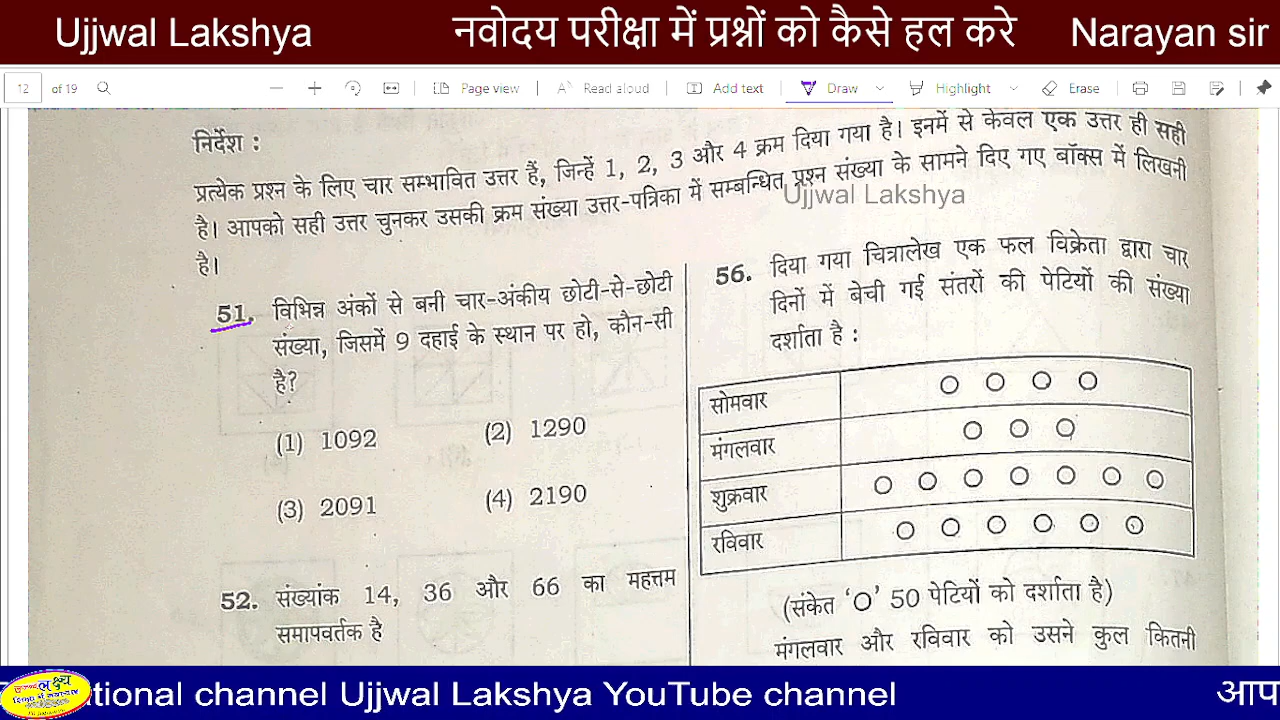 Ujjwal Lakshya नवोदय परीक्षा में प्रश्नों को कैसे हल करे Narayan sir
12 of 19 Page view Read aloud Add text Draw Highlight Erase
निर्देश :
प्रत्येक प्रश्न के लिए चार सम्भावित उत्तर हैं, जिन्हें 1, 2, 3 और 4 क्रम दिया गया है। इनमें से केवल एक उत्तर ही सही
है। आपको सही उत्तर चुनकर उसकी क्रम संख्या उत्तर-पत्रिका में सम्बन्धित प्रश्न संख्या के सामने दिए गए बॉक्स में लिखनी
है।
Ujjwal Lakshya
51. विभिन्न अंकों से बनी चार-अंकीय छोटी-से-छोटी
संख्या, जिसमें 9 दहाई के स्थान पर हो, कौन-सी
है?
(1) 1092 (2) 1290
(3) 2091 (4) 2190
52. संख्यांक 14, 36 और 66 का महत्तम
समापवर्तक है
56. दिया गया चित्रालेख एक फल विक्रेता द्वारा चार
दिनों में बेची गई संतरों की पेटियों की संख्या
दर्शाता है :
सोमवार O O O O
मंगलवार O O O
शुक्रवार O O O O O O O
रविवार O O O O O O
(संकेत ‘O’ 50 पेटियों को दर्शाता है)
मंगलवार और रविवार को उसने कुल कितनी
tional channel Ujjwal Lakshya YouTube channel आप